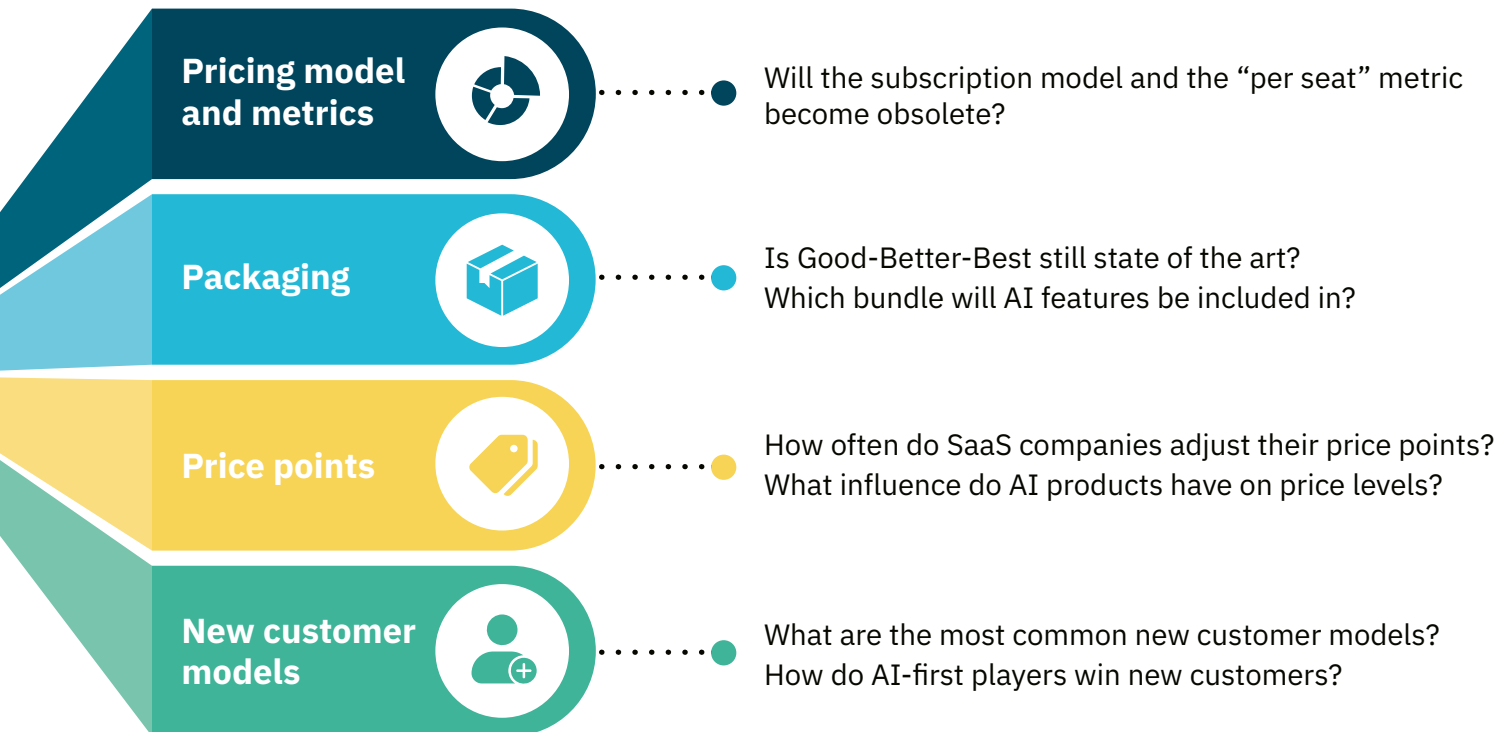 Pricing model
and metrics
Will the subscription model and the “per seat” metric
become obsolete?
Packaging
Is Good-Better-Best still state of the art?
Which bundle will AI features be included in?
Price points
How often do SaaS companies adjust their price points?
What influence do AI products have on price levels?
New customer
models
What are the most common new customer models?
How do AI-first players win new customers?